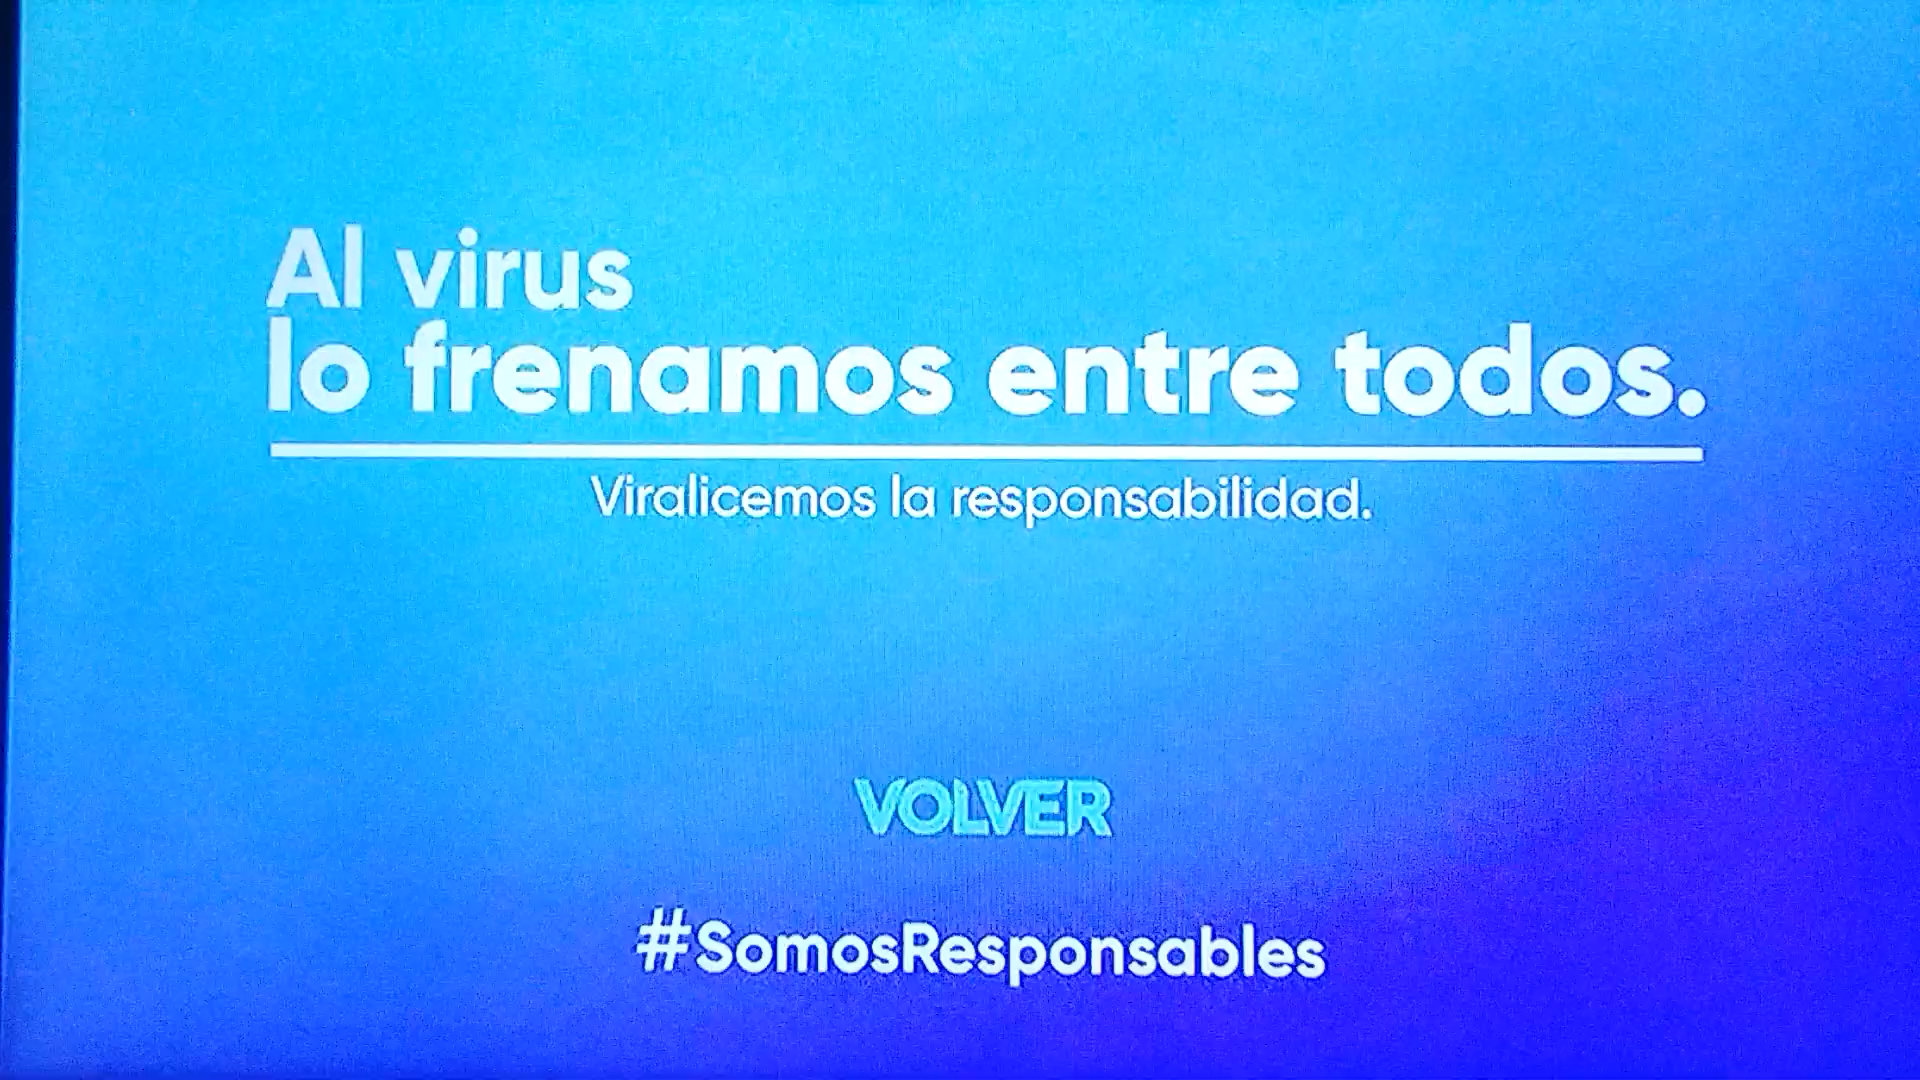 Al virus
lo frenamos entre todos.
Viralicemos la responsabilidad.
VOLVER
#SomosResponsables